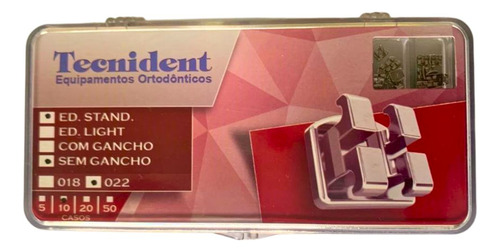 Tecnident
Equipamentos Ortodônticos
ED. STAND.
ED. LIGHT
COM GANCHO
SEM GANCHO
018 022
5 10 20 50
CASOS